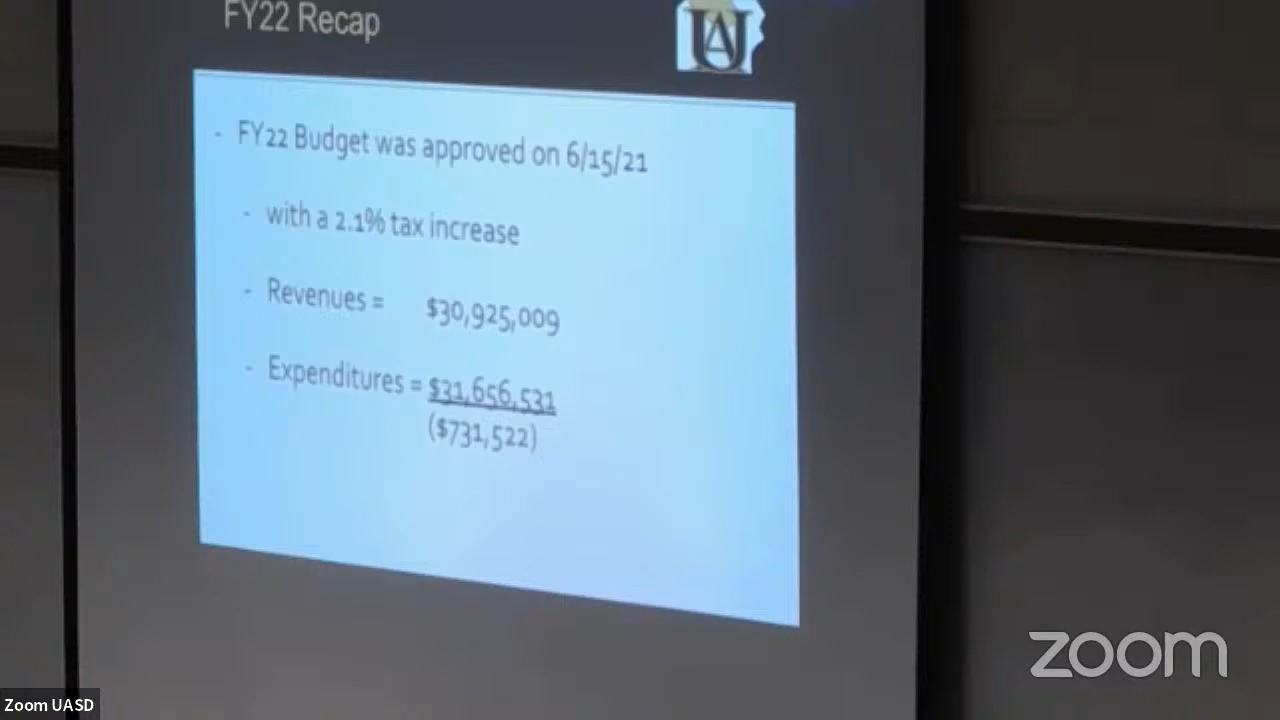 FY22 Recap
UA
- FY22 Budget was approved on 6/15/21
- with a 2.1% tax increase
- Revenues = $30,925,009
- Expenditures = $31,656,531
($731,522)
zoom
Zoom UASD